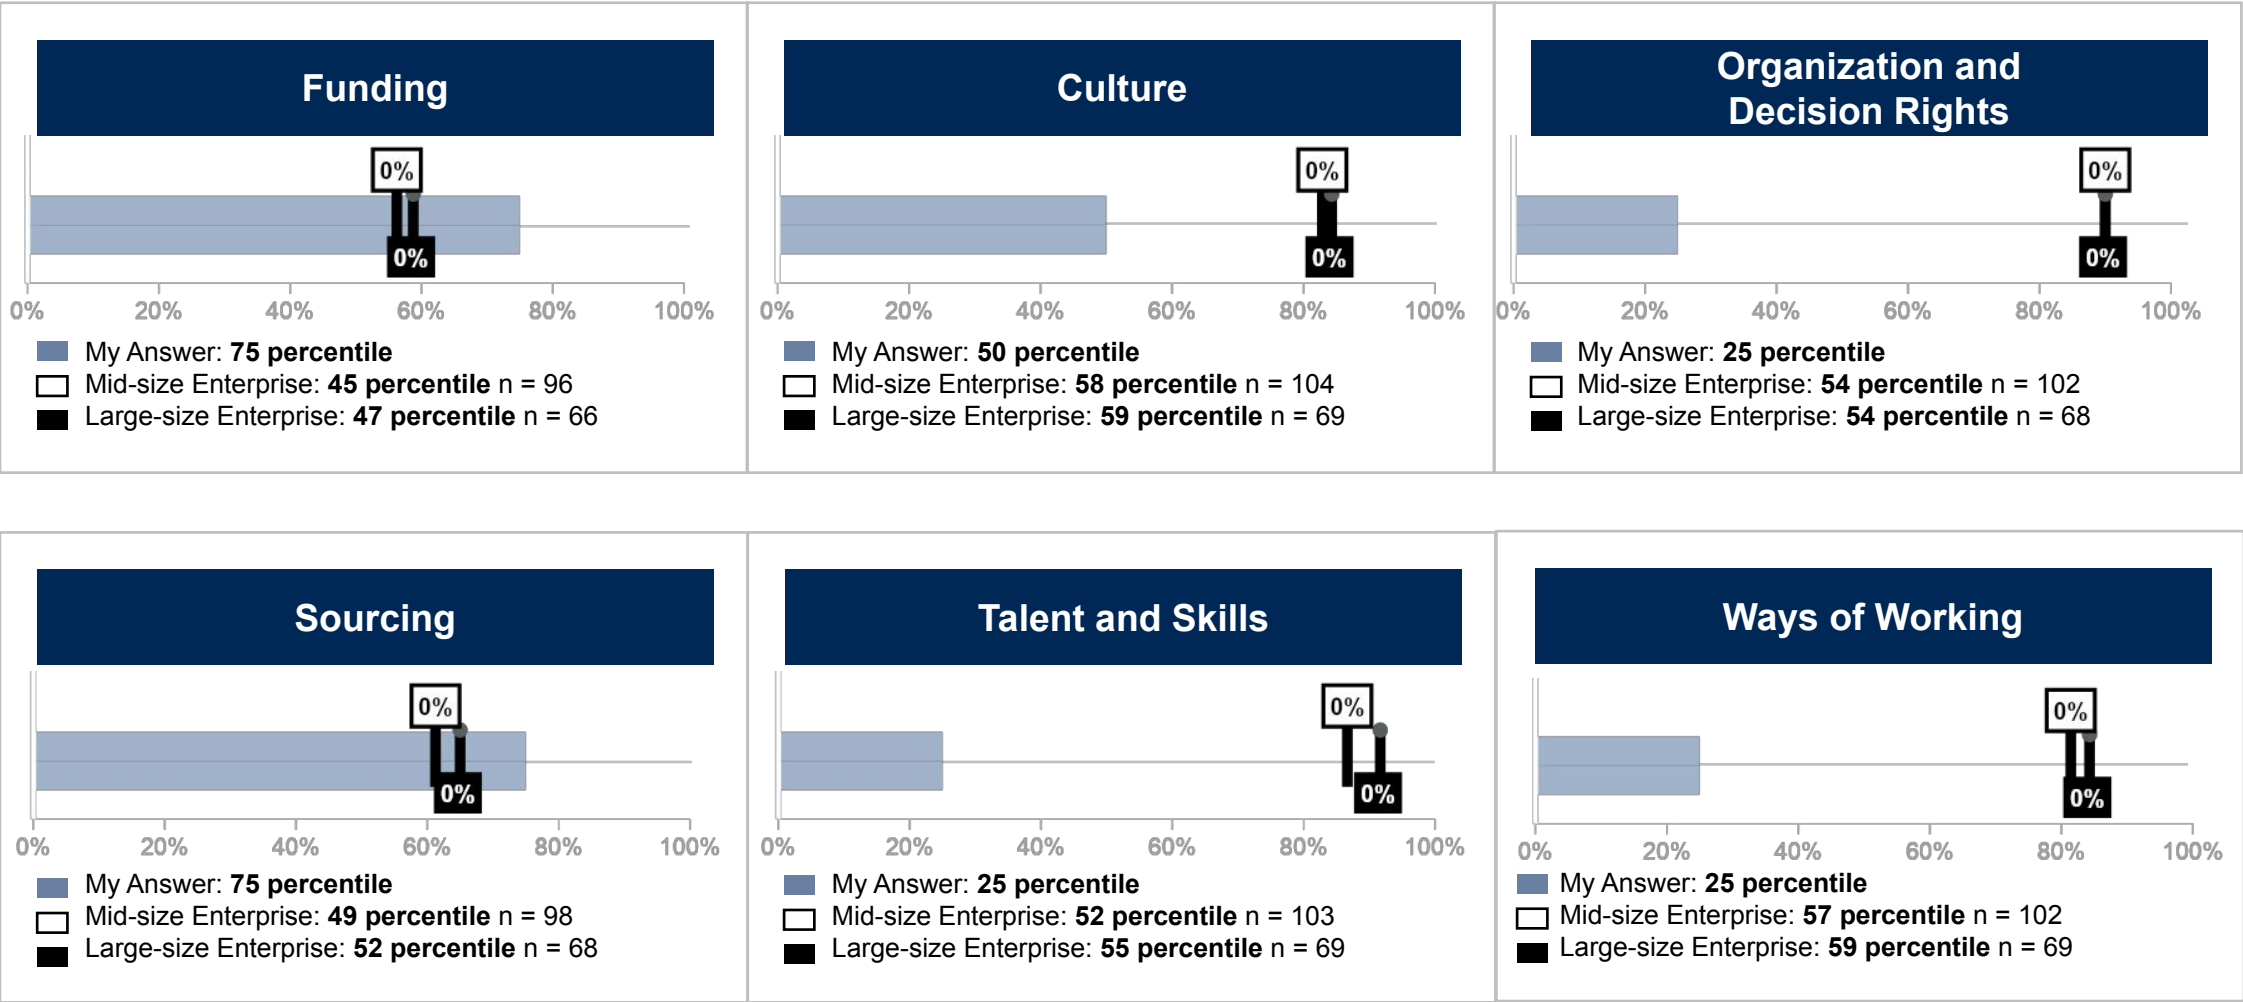 Funding
0%
0%
0% 20% 40% 60% 80% 100%
My Answer: 75 percentile
Mid-size Enterprise: 45 percentile n = 96
Large-size Enterprise: 47 percentile n = 66
Culture
0%
0%
0% 20% 40% 60% 80% 100%
My Answer: 50 percentile
Mid-size Enterprise: 58 percentile n = 104
Large-size Enterprise: 59 percentile n = 69
Organization and
Decision Rights
0%
0%
0% 20% 40% 60% 80% 100%
My Answer: 25 percentile
Mid-size Enterprise: 54 percentile n = 102
Large-size Enterprise: 54 percentile n = 68
Sourcing
0%
0%
0% 20% 40% 60% 80% 100%
My Answer: 75 percentile
Mid-size Enterprise: 49 percentile n = 98
Large-size Enterprise: 52 percentile n = 68
Talent and Skills
0%
0%
0% 20% 40% 60% 80% 100%
My Answer: 25 percentile
Mid-size Enterprise: 52 percentile n = 103
Large-size Enterprise: 55 percentile n = 69
Ways of Working
0%
0%
0% 20% 40% 60% 80% 100%
My Answer: 25 percentile
Mid-size Enterprise: 57 percentile n = 102
Large-size Enterprise: 59 percentile n = 69